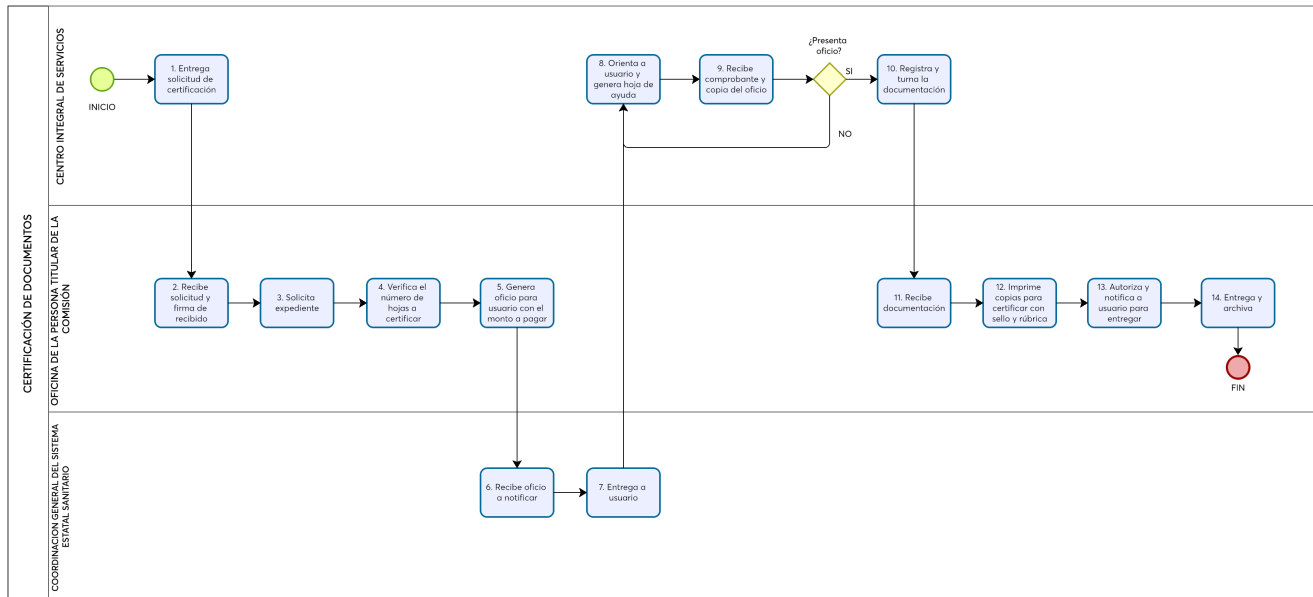 CERTIFICACIÓN DE DOCUMENTOS
CENTRO INTEGRAL DE SERVICIOS
INICIO
1. Entrega
solicitud de
certificación
8. Orienta a
usuario y
genera hoja de
ayuda
9. Recibe
comprobante y
copia del oficio
¿Presenta
oficio?
SI
NO
10. Registra y
turna la
documentación
OFICINA DE LA PERSONA TITULAR DE LA
COMISIÓN
2. Recibe
solicitud y
firma de
recibido
3. Solicita
expediente
4. Verifica el
número de
hojas a
certificar
5. Genera
oficio para
usuario con el
monto a pagar
11. Recibe
documentación
12. Imprime
copias para
certificar con
sello y rúbrica
13. Autoriza y
notifica a
usuario para
entregar
14. Entrega y
archiva
FIN
COORDINACION GENERAL DEL SISTEMA
ESTATAL SANITARIO
6. Recibe oficio
a notificar
7. Entrega a
usuario